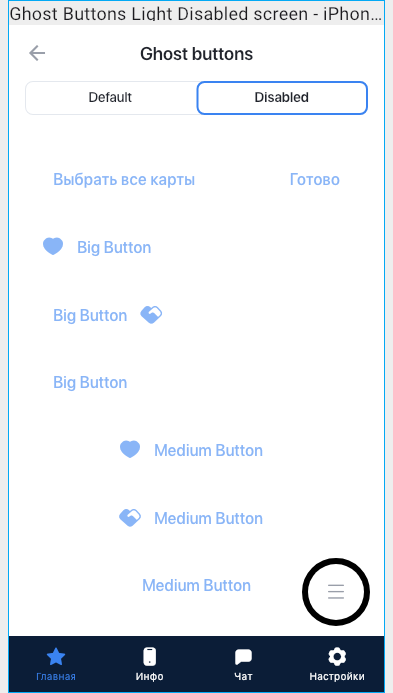 Ghost Buttons Light Disabled screen - iPhon...
Ghost buttons
Default Disabled
Выбрать все карты Готово
Big Button
Big Button
Big Button
Medium Button
Medium Button
Medium Button
Главная Инфо Чат Настройки